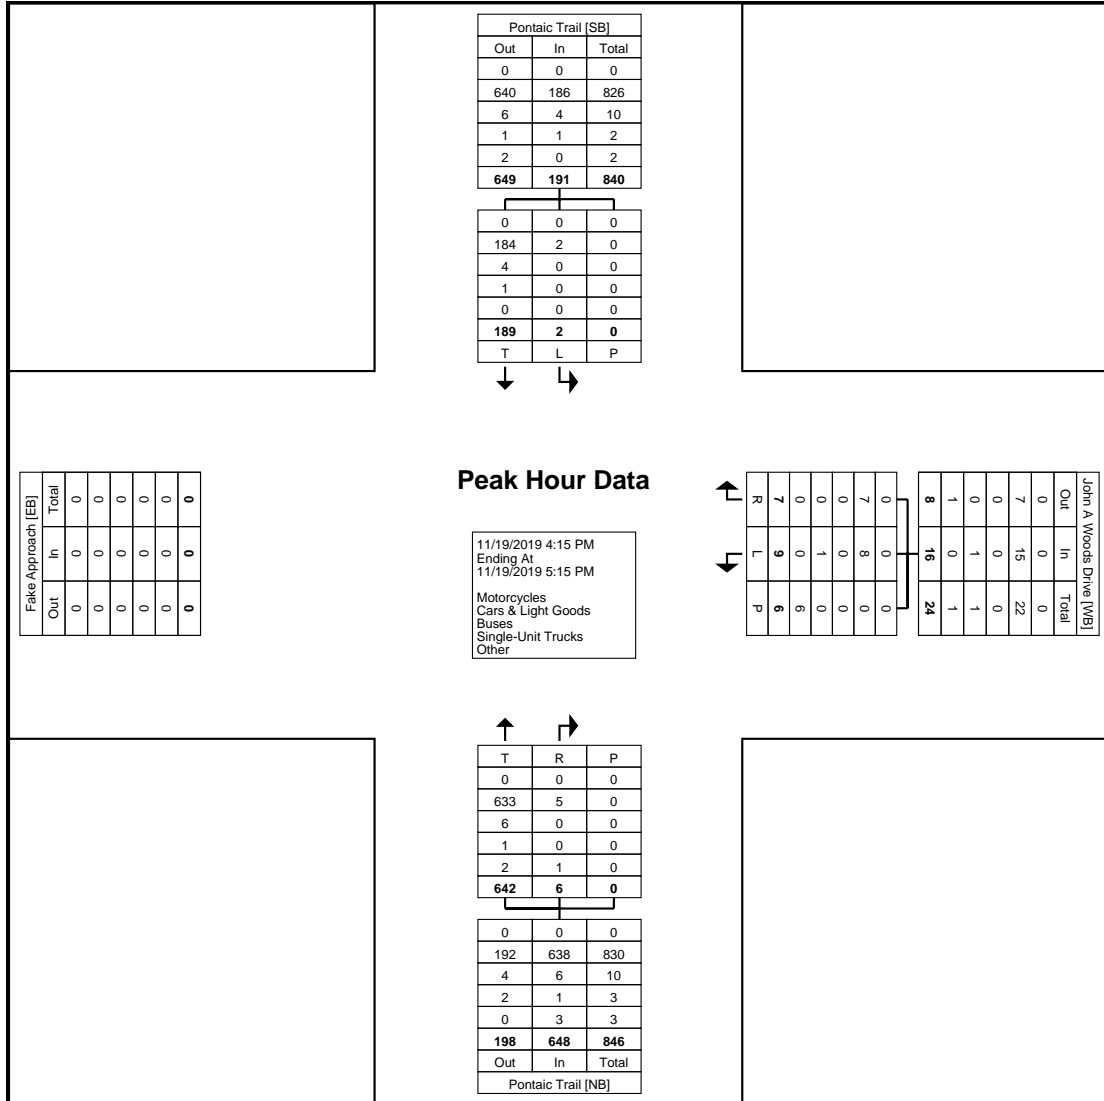 Pontaic Trail [SB]
Out In Total
0 0 0
640 186 826
6 4 10
1 1 2
2 0 2
649 191 840
0 0 0
184 2 0
4 0 0
1 0 0
0 0 0
189 2 0
T L P
Fake Approach [EB]
Out In Total
0 0 0
0 0 0
0 0 0
0 0 0
0 0 0
0 0 0
Peak Hour Data
11/19/2019 4:15 PM
Ending At
11/19/2019 5:15 PM
Motorcycles
Cars & Light Goods
Buses
Single-Unit Trucks
Other
John A Woods Drive [WB]
Out In Total
0 0 0
7 15 22
0 0 0
0 1 1
1 0 1
8 16 24
0 0 0
7 8 0
0 0 0
0 1 0
0 0 6
7 9 6
R L P
T R P
0 0 0
633 5 0
6 0 0
1 0 0
2 1 0
642 6 0
0 0 0
192 638 830
4 6 10
2 1 3
0 3 3
198 648 846
Out In Total
Pontaic Trail [NB]